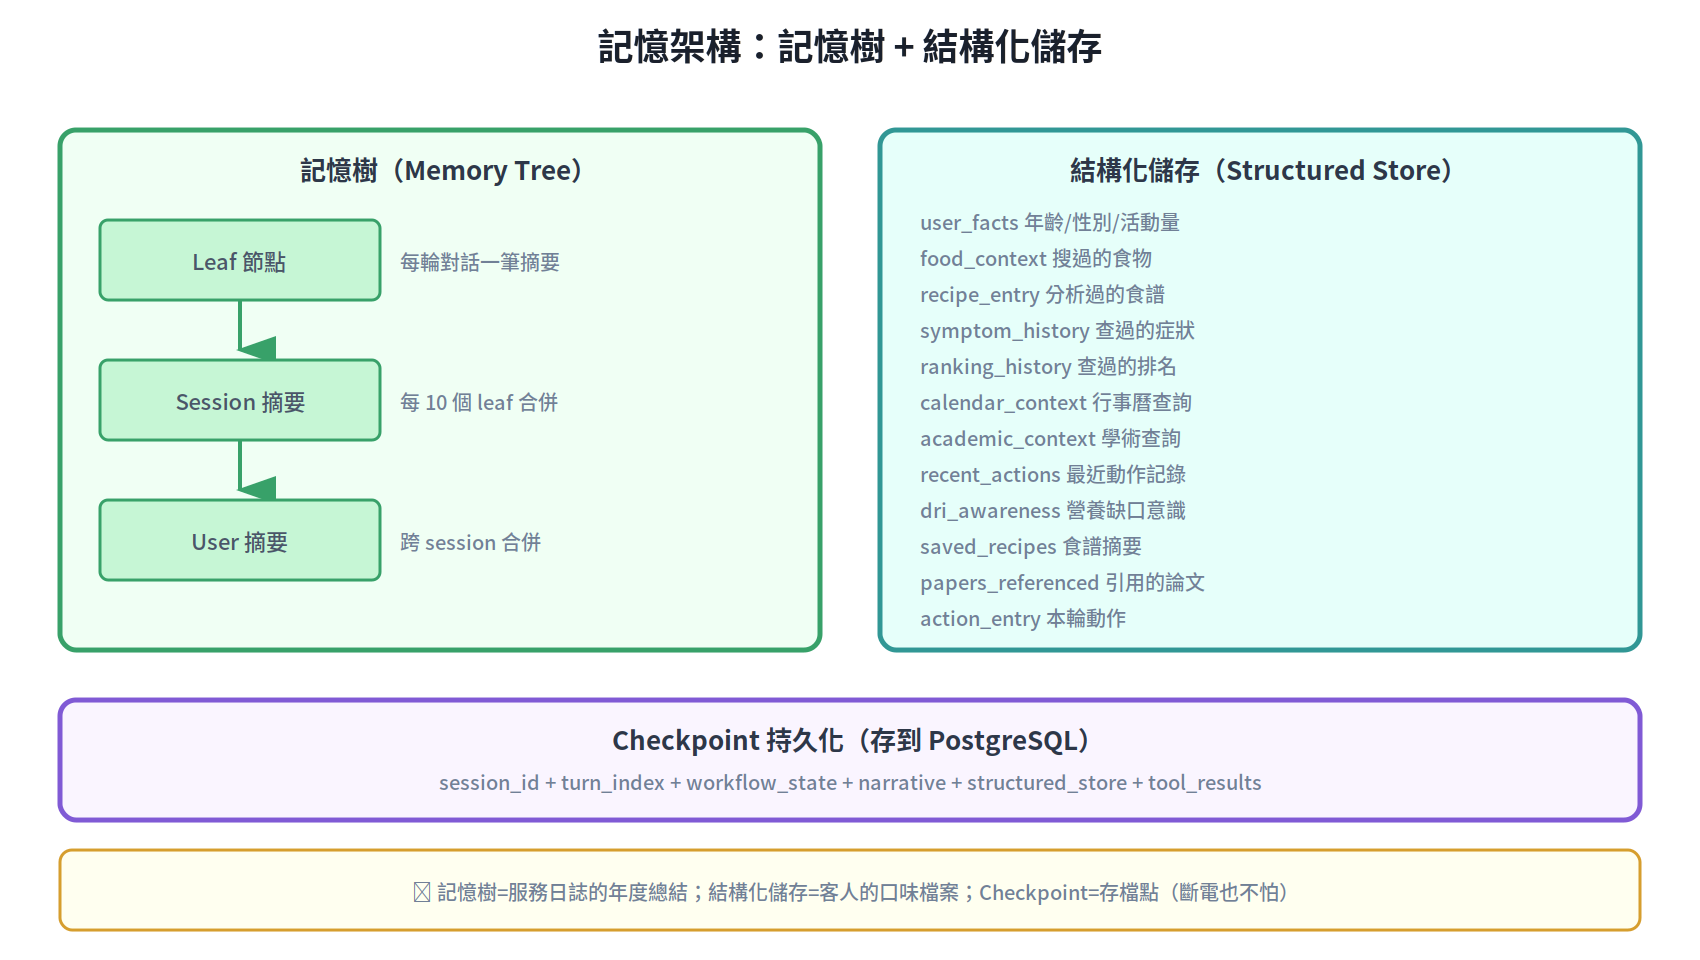 記憶架構：記憶樹 + 結構化儲存
記憶樹（Memory Tree）
Leaf 節點
每輪對話一筆摘要
Session 摘要
每 10 個 leaf 合併
User 摘要
跨 session 合併
結構化儲存（Structured Store）
user_facts 年齡/性別/活動量
food_context 搜過的食物
recipe_entry 分析過的食譜
symptom_history 查過的症狀
ranking_history 查過的排名
calendar_context 行事曆查詢
academic_context 學術查詢
recent_actions 最近動作記錄
dri_awareness 營養缺口意識
saved_recipes 食譜摘要
papers_referenced 引用的論文
action_entry 本輪動作
Checkpoint 持久化（存到 PostgreSQL）
session_id + turn_index + workflow_state + narrative + structured_store + tool_results
記憶樹=服務日誌的年度總結；結構化儲存=客人的口味檔案；Checkpoint=存檔點（斷電也不怕）